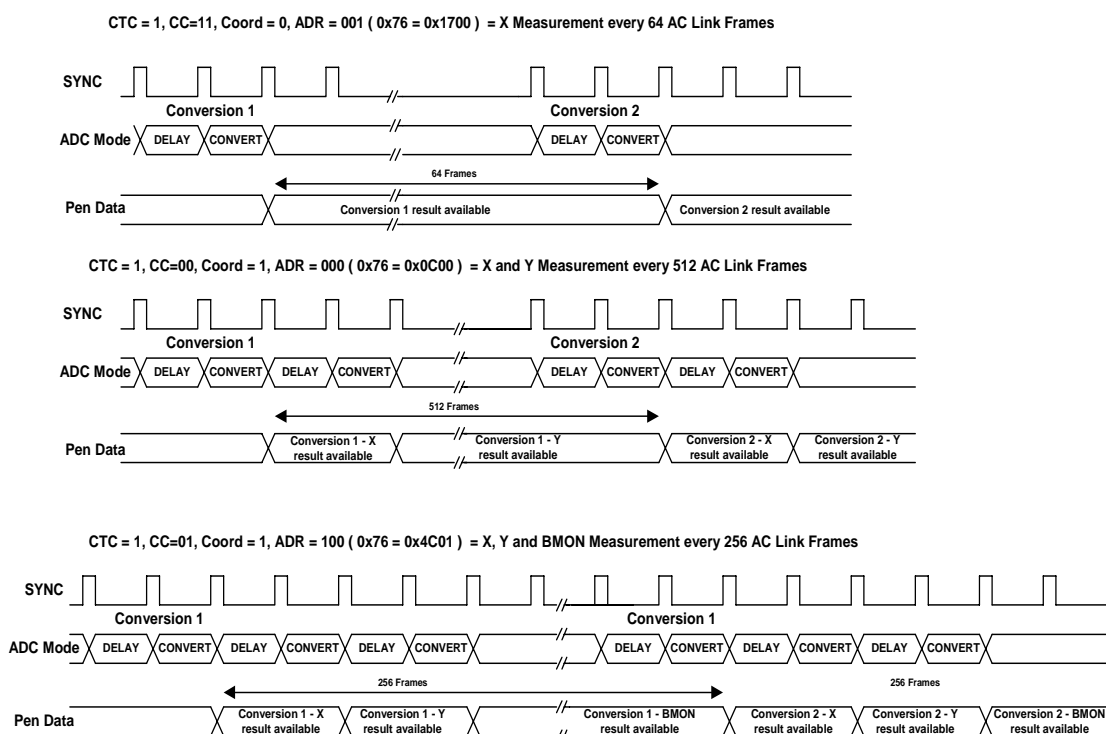 CTC = 1, CC=11, Coord = 0, ADR = 001 ( 0x76 = 0x1700 ) = X Measurement every 64 AC Link Frames
SYNC
Conversion 1
Conversion 2
ADC Mode
DELAY
CONVERT
DELAY
CONVERT
64 Frames
Pen Data
Conversion 1 result available
Conversion 2 result available
CTC = 1, CC=00, Coord = 1, ADR = 000 ( 0x76 = 0x0C00 ) = X and Y Measurement every 512 AC Link Frames
SYNC
Conversion 1
Conversion 2
ADC Mode
DELAY
CONVERT
DELAY
CONVERT
DELAY
CONVERT
DELAY
CONVERT
512 Frames
Pen Data
Conversion 1 - X
result available
Conversion 1 - Y
result available
Conversion 2 - X
result available
Conversion 2 - Y
result available
CTC = 1, CC=01, Coord = 1, ADR = 100 ( 0x76 = 0x4C01 ) = X, Y and BMON Measurement every 256 AC Link Frames
SYNC
Conversion 1
Conversion 1
ADC Mode
DELAY
CONVERT
DELAY
CONVERT
DELAY
CONVERT
DELAY
CONVERT
DELAY
CONVERT
DELAY
CONVERT
256 Frames
256 Frames
Pen Data
Conversion 1 - X
result available
Conversion 1 - Y
result available
Conversion 1 - BMON
result available
Conversion 2 - X
result available
Conversion 2 - Y
result available
Conversion 2 - BMON
result available